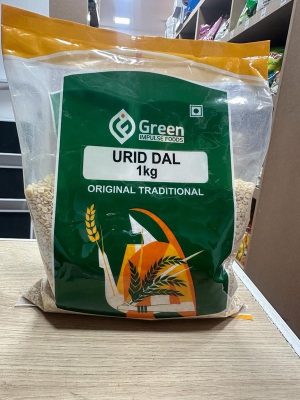 Green
IMPULSE FOODS
URID DAL
1kg
ORIGINAL TRADITIONAL